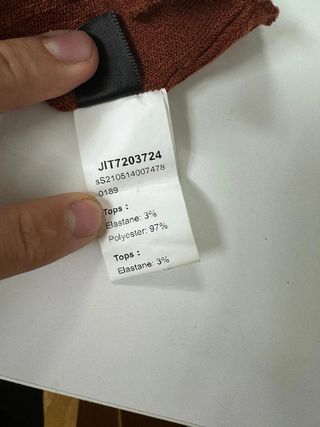 JIT7203724
sS210514007478
0189
Tops :
Elastane: 3%
Polyester: 97%
Tops :
Elastane: 3%